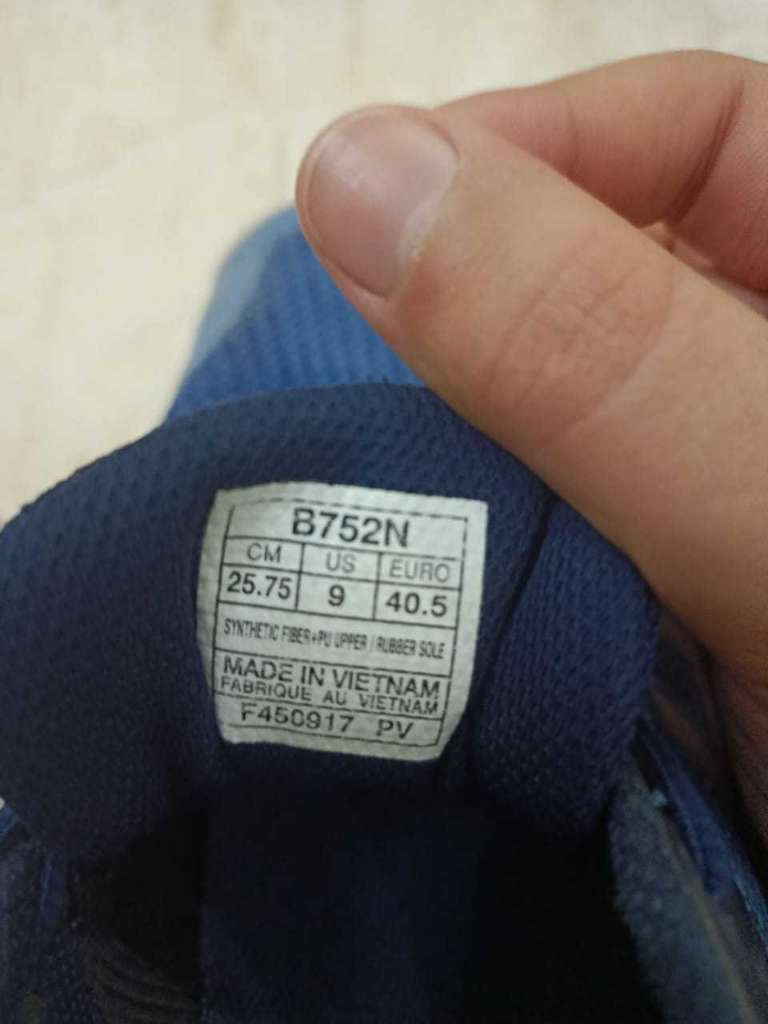 B752N
CM US EURO
25.75 9 40.5
SYNTHETIC FIBER+PU UPPER / RUBBER SOLE
MADE IN VIETNAM
FABRIQUE AU VIETNAM
F450917 PV